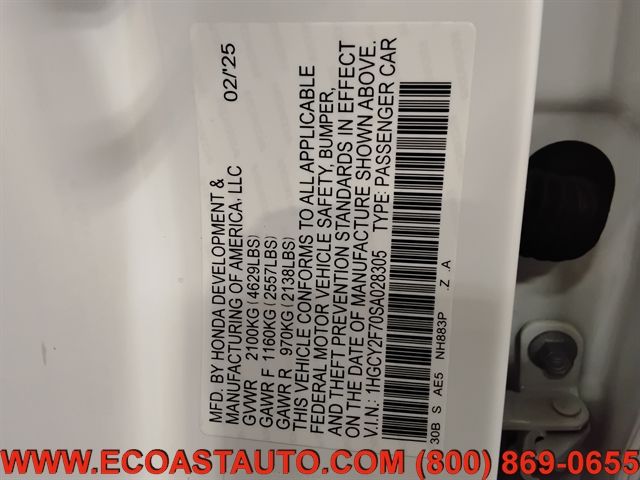 MFD. BY HONDA DEVELOPMENT &
MANUFACTURING OF AMERICA, LLC 02/'25
GVWR 2100KG (4629LBS)
GAWR F 1160KG (2557LBS)
GAWR R 970KG (2138LBS)
THIS VEHICLE CONFORMS TO ALL APPLICABLE
FEDERAL MOTOR VEHICLE SAFETY, BUMPER,
AND THEFT PREVENTION STANDARDS IN EFFECT
ON THE DATE OF MANUFACTURE SHOWN ABOVE.
V.I.N.: 1HGCY2F70SA028305 TYPE: PASSENGER CAR
30B S AE5 NH883P .Z .A
WWW.ECOASTAUTO.COM (800) 869-0655